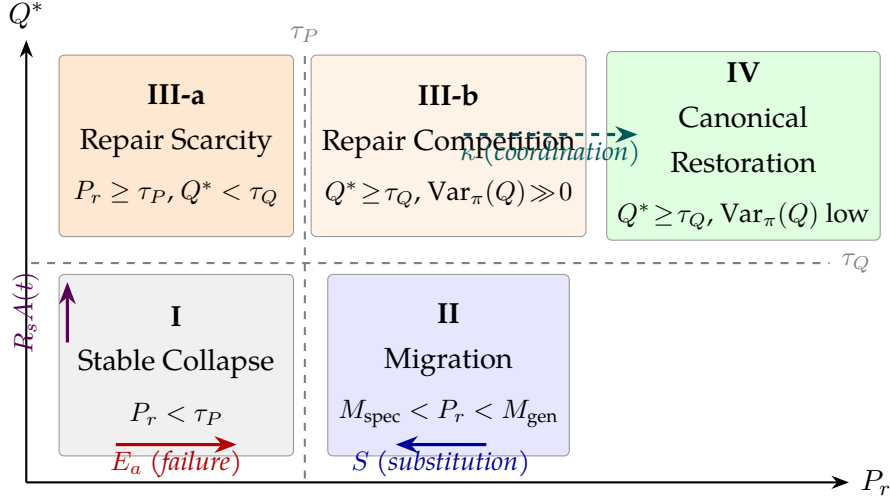 Q*
τ_P
III-a
Repair Scarcity
P_r ≥ τ_P, Q* < τ_Q
III-b
Repair Competition
κ (coordination)
Q* ≥ τ_Q, Var_π(Q) ≫ 0
IV
Canonical
Restoration
Q* ≥ τ_Q, Var_π(Q) low
τ_Q
R_sΛ(t)
I
Stable Collapse
P_r < τ_P
E_a (failure)
II
Migration
M_spec < P_r < M_gen
S (substitution)
P_r